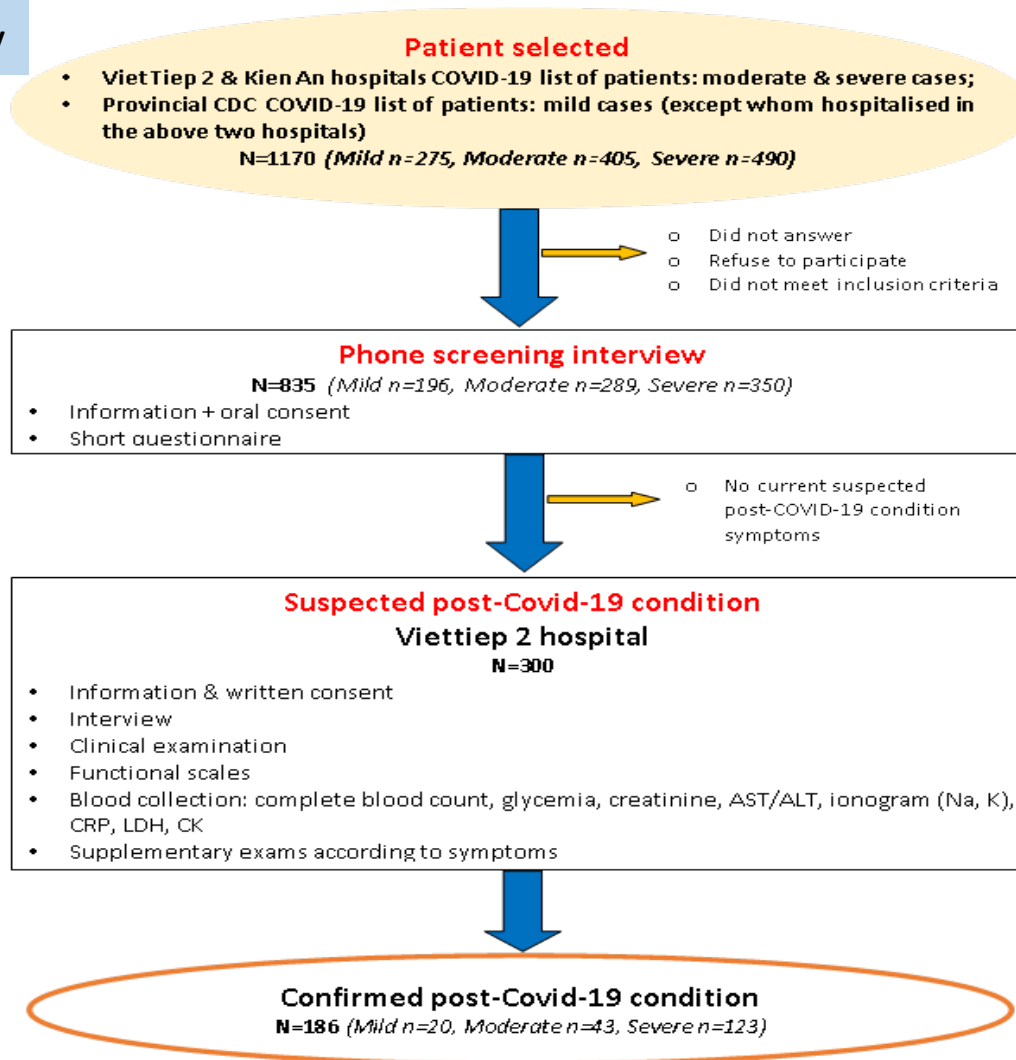 y
Patient selected
• VietTiep 2 & Kien An hospitals COVID-19 list of patients: moderate & severe cases;
• Provincial CDC COVID-19 list of patients: mild cases (except whom hospitalised in
the above two hospitals)
N=1170 (Mild n=275, Moderate n=405, Severe n=490)
o Did not answer
o Refuse to participate
o Did not meet inclusion criteria
Phone screening interview
N=835 (Mild n=196, Moderate n=289, Severe n=350)
• Information + oral consent
• Short questionnaire
o No current suspected
post-COVID-19 condition
symptoms
Suspected post-Covid-19 condition
Viettiep 2 hospital
N=300
• Information & written consent
• Interview
• Clinical examination
• Functional scales
• Blood collection: complete blood count, glycemia, creatinine, AST/ALT, ionogram (Na, K),
CRP, LDH, CK
• Supplementary exams according to symptoms
Confirmed post-Covid-19 condition
N=186 (Mild n=20, Moderate n=43, Severe n=123)